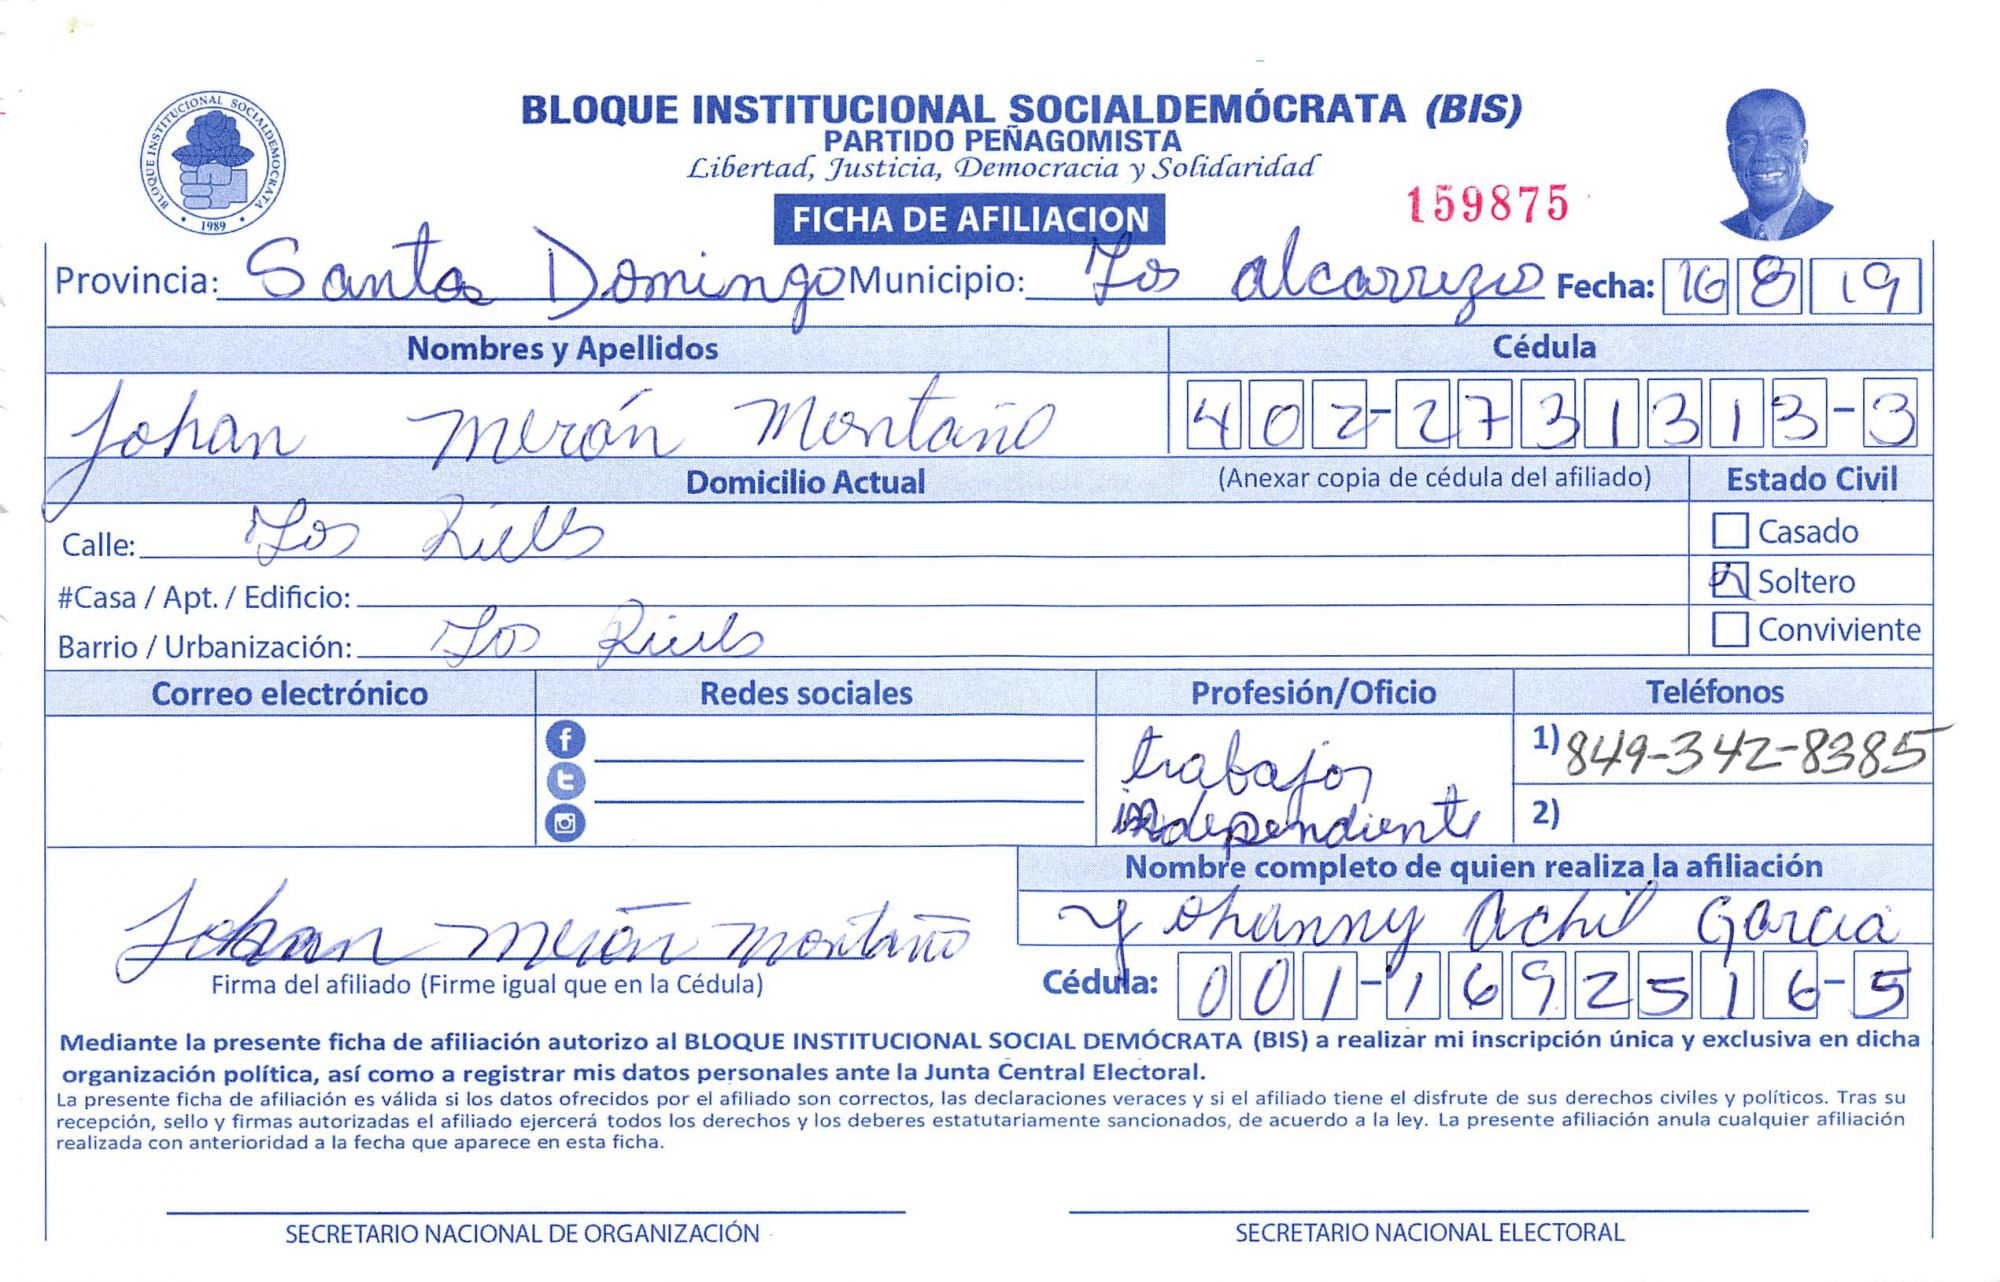 BLOQUE INSTITUCIONAL SOCIALDEMÓCRATA
1989
BLOQUE INSTITUCIONAL SOCIALDEMÓCRATA (BIS)
PARTIDO PEÑAGOMISTA
Libertad, Justicia, Democracia y Solidaridad
FICHA DE AFILIACION
159875
Provincia: Santo Domingo Municipio: Los alcarrizos Fecha: 16 8 19
Nombres y Apellidos Cédula
Johan Merán Montaño 402-2731313-3
Domicilio Actual (Anexar copia de cédula del afiliado) Estado Civil
Calle: Los Rieles Casado
#Casa / Apt. / Edificio: Soltero
Barrio / Urbanización: Los Rieles Conviviente
Correo electrónico Redes sociales Profesión/Oficio Teléfonos
trabajos 1) 849-342-8385
independiente 2)
Nombre completo de quien realiza la afiliación
Yohanny Achil Garcia
Johan Merán Montaño
Firma del afiliado (Firme igual que en la Cédula) Cédula: 001-1692516-5
Mediante la presente ficha de afiliación autorizo al BLOQUE INSTITUCIONAL SOCIAL DEMÓCRATA (BIS) a realizar mi inscripción única y exclusiva en dicha
organización política, así como a registrar mis datos personales ante la Junta Central Electoral.
La presente ficha de afiliación es válida si los datos ofrecidos por el afiliado son correctos, las declaraciones veraces y si el afiliado tiene el disfrute de sus derechos civiles y políticos. Tras su
recepción, sello y firmas autorizadas el afiliado ejercerá todos los derechos y los deberes estatutariamente sancionados, de acuerdo a la ley. La presente afiliación anula cualquier afiliación
realizada con anterioridad a la fecha que aparece en esta ficha.
SECRETARIO NACIONAL DE ORGANIZACIÓN SECRETARIO NACIONAL ELECTORAL